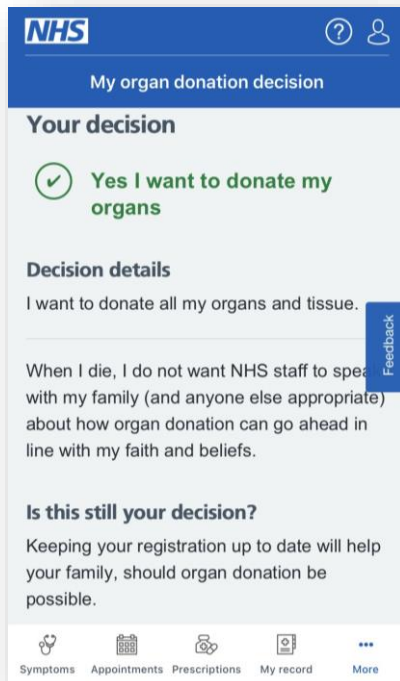 NHS
My organ donation decision
Your decision
Yes I want to donate my
organs
Decision details
I want to donate all my organs and tissue.
Feedback
When I die, I do not want NHS staff to
with my family (and anyone else appropriate)
about how organ donation can go ahead in
line with my faith and beliefs.
Is this still your decision?
Keeping your registration up to date will help
your family, should organ donation be
possible.
Symptoms Appointments Prescriptions My record More